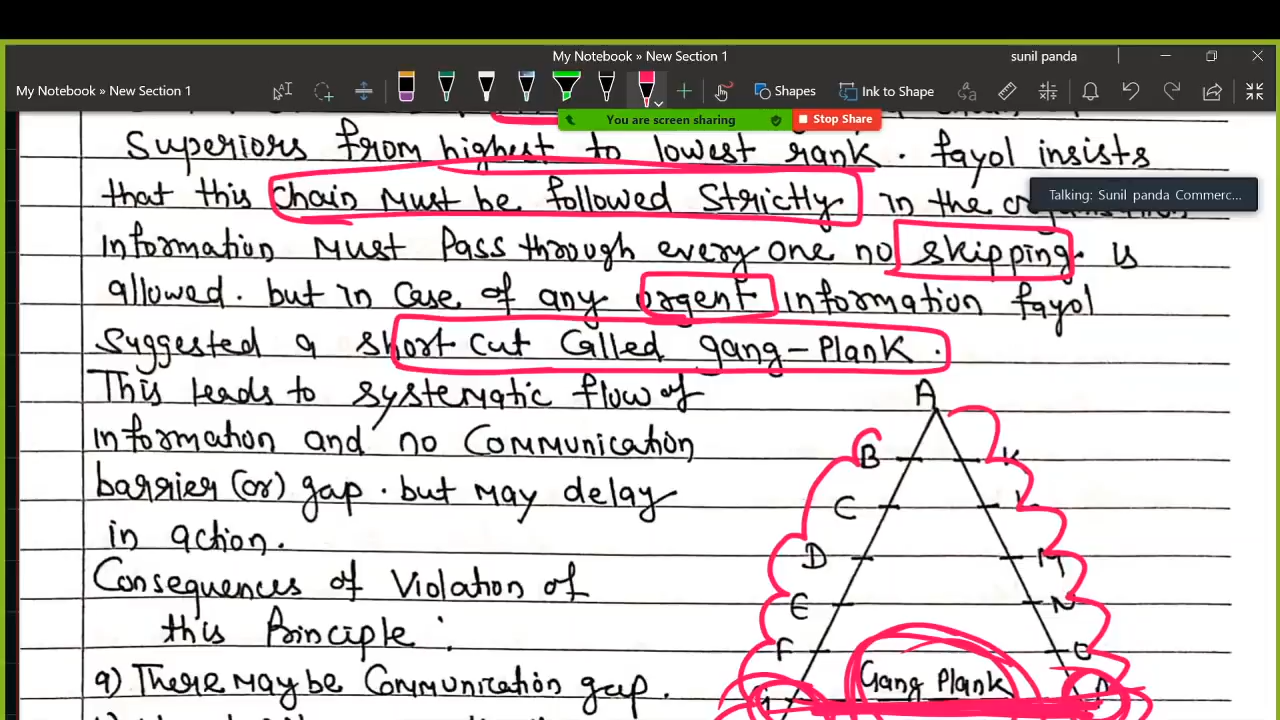 My Notebook » New Section 1
sunil panda
My Notebook » New Section 1
Shapes
Ink to Shape
You are screen sharing
Stop Share
Superiors from highest to lowest rank. fayol insists
that this Chain Must be followed Strictly in the
Talking: Sunil panda Commerc...
information Must Pass through every one no skipping is
allowed. but in Case of any urgent information fayol
suggested a short cut Called gang-Plank.
This leads to systematic flow of
information and no Communication
barrier (or) gap. but may delay
in action.
Consequences of Violation of
this Principle :
a) There may be Communication gap.
A
B
C
D
E
F
K
M
N
Gang Plank
P